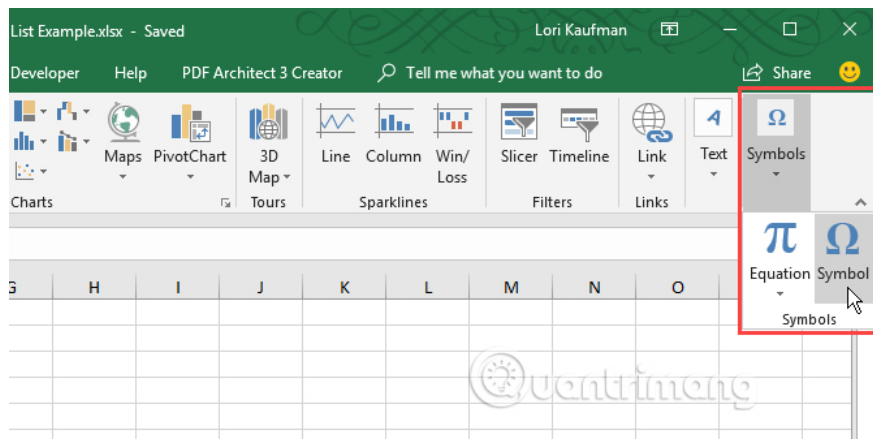 List Example.xlsx - Saved Lori Kaufman
Developer Help PDF Architect 3 Creator Tell me what you want to do Share
Maps PivotChart 3D Map Line Column Win/ Loss Slicer Timeline Link Text Symbols
Charts Tours Sparklines Filters Links
π Ω
Equation Symbol
Symbols
G H I J K L M N O
Quantrimang